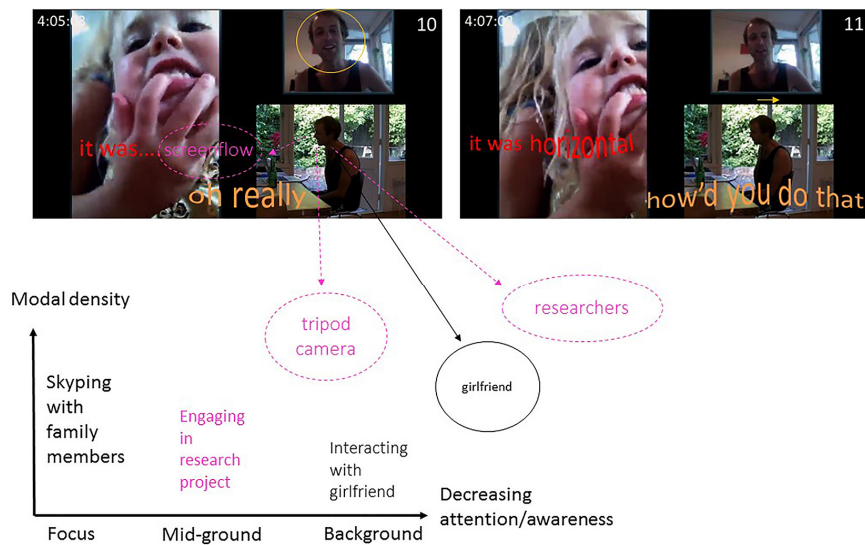 4:05:03
10
it was.... screenflow
oh really
4:07:08
11
it was horizontal
how'd you do that
tripod
camera
researchers
girlfriend
Modal density
Skyping
with
family
members
Engaging
in
research
project
Interacting
with
girlfriend
Decreasing
attention/awareness
Focus
Mid-ground
Background